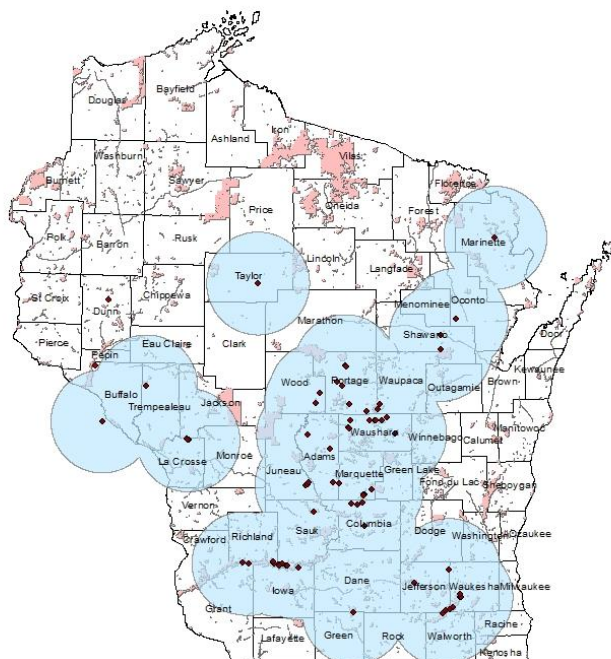 Douglas
Bayfield
Iron
Ashland
Vilas
Washburn
Burnett
Sawyer
Florence
Oneida
Price
Forest
Polk
Barron
Rusk
Marinette
Lincoln
Taylor
Langlade
Chippewa
St Croix
Oconto
Menominee
Dunn
Marathon
Door
Pierce
Eau Claire
Clark
Shawano
Pepin
Kewaunee
Wood
Portage
Waupaca
Outagamie
Brown
Buffalo
Trempealeau
Jackson
Manitowoc
Waushara
Winnebago
Calumet
Adams
La Crosse
Monroe
Juneau
Marquette
Green Lake
Fond du Lac
Sheboygan
Vernon
Columbia
Sauk
Dodge
Washington
Ozaukee
Crawford
Richland
Dane
Jefferson
Waukesha
Milwaukee
Iowa
Grant
Racine
Lafayette
Green
Rock
Walworth
Kenosha